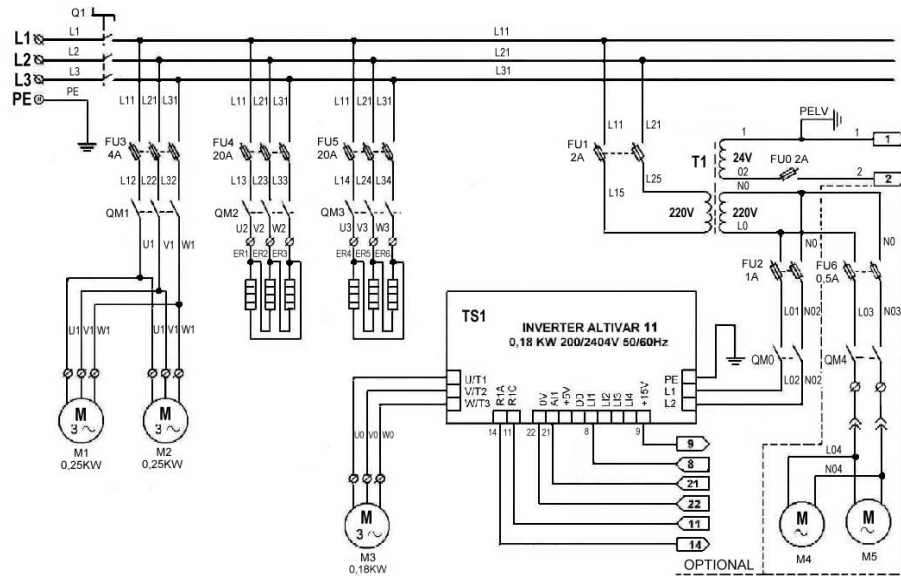 Q1
L1 L1 L11
L2 L2 L21
L3 L3 L31
PE PE
L11 L21 L31
L11 L21 L31
L11 L21 L31
L11 L21
PELV
FU3
4A
FU4
20A
FU5
20A
FU1
2A
T1
1 1 1
24V
FU0 2A
02 2 2
L12 L22 L32
L13 L23 L33
L14 L24 L34
L15 L25
N0
220V 220V
L0
QM1 QM2 QM3
U1 V1 W1
U2 V2 W2
U3 V3 W3
N0 N0
ER1 ER2 ER3
ER4 ER5 ER6
FU2
1A
FU6
0,5A
L01 N02
L03 N03
TS1
INVERTER ALTIVAR 11
0,18 KW 200/2404V 50/60Hz
U1 V1 W1
U1 V1 W1
QM0 QM4
L02 N02
U/T1
V/T2
W/T3
R1A
R1C
0V
AI1
+5V
D0
LI1
LI2
LI3
LI4
+15V
PE
L1
L2
14 11 22 21 8 9
M
3~
M1
0,25KW
M
3~
M2
0,25KW
U0 V0 W0
9
8
21
22
11
14
L04
N04
M
3~
M3
0,18KW
M
~
M4
M
~
M5
OPTIONAL